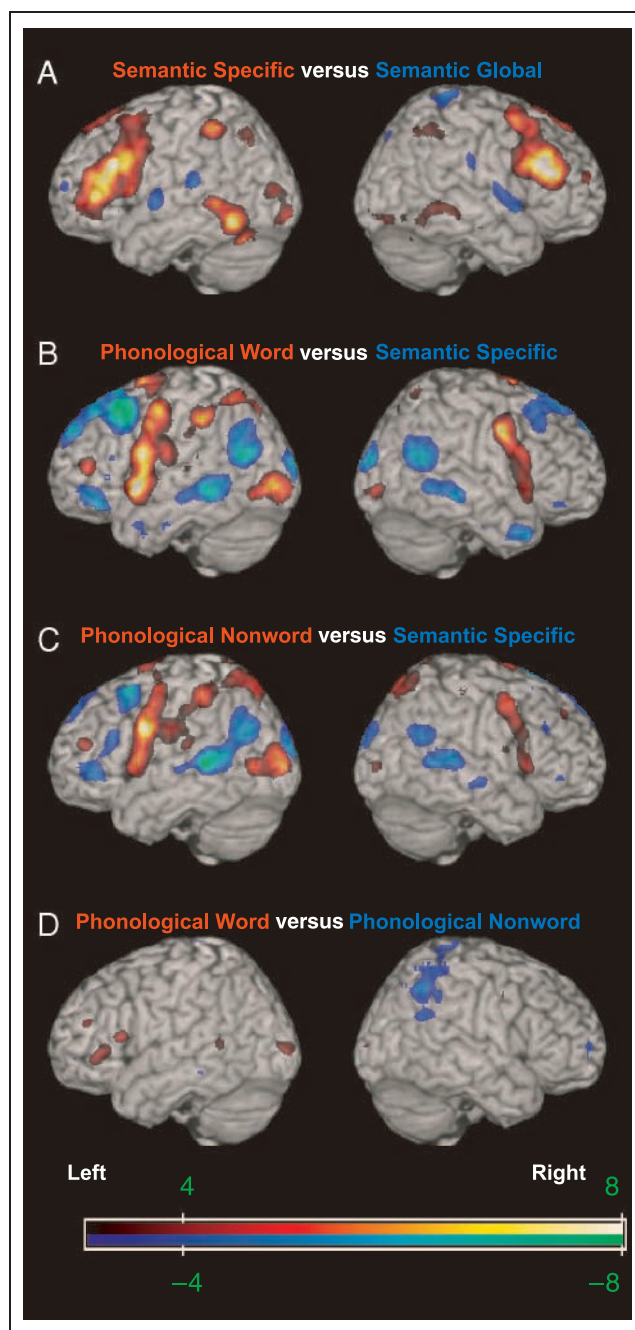 A Semantic Specific versus Semantic Global
B Phonological Word versus Semantic Specific
C Phonological Nonword versus Semantic Specific
D Phonological Word versus Phonological Nonword
Left Right
4 8
−4 −8